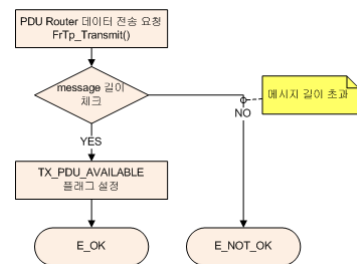 PDU Router 데이터 전송 요청
FrTp_Transmit()
message 길이
체크
메시지 길이 초과
NO
YES
TX_PDU_AVAILABLE
플래그 설정
E_OK
E_NOT_OK